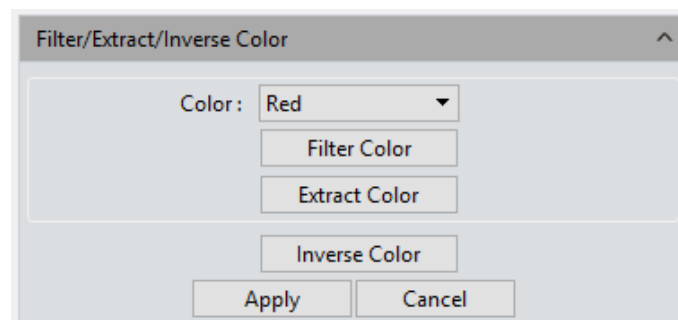 Filter/Extract/Inverse Color
Color: Red
Filter Color
Extract Color
Inverse Color
Apply Cancel